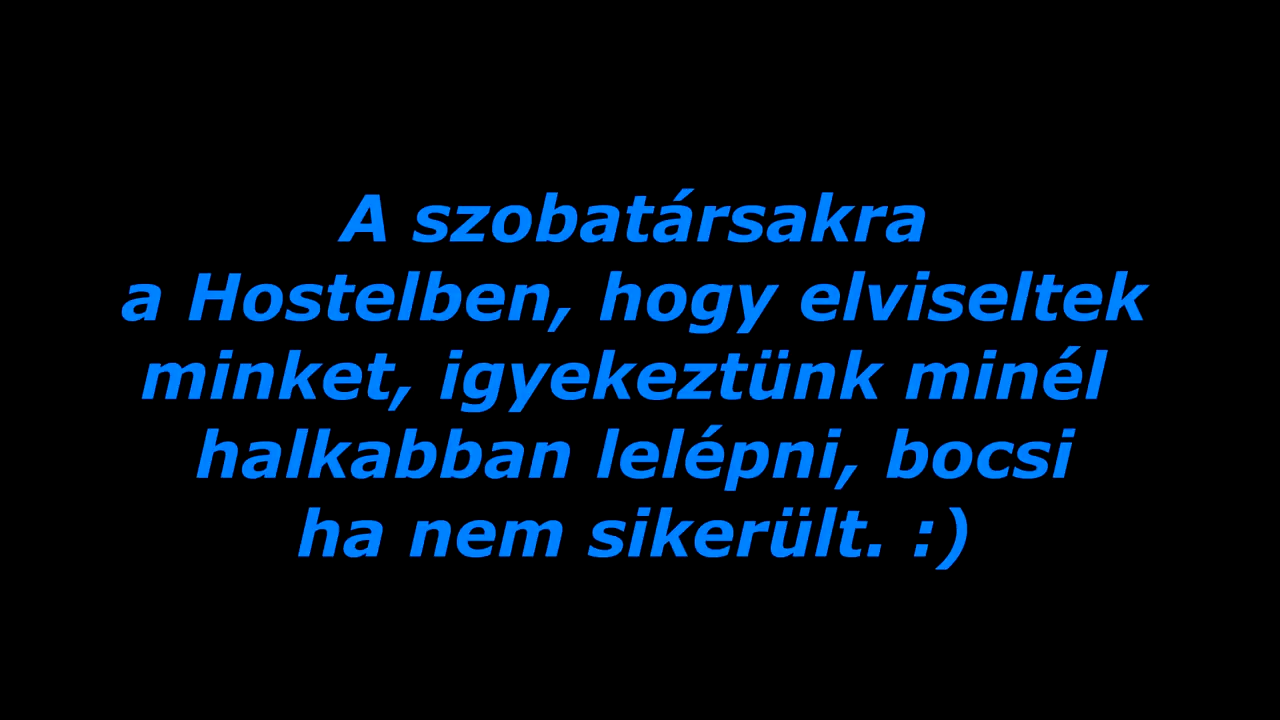 A szobatársakra
a Hostelben, hogy elviseltek
minket, igyekeztünk minél
halkabban lelépni, bocsi
ha nem sikerült. :)